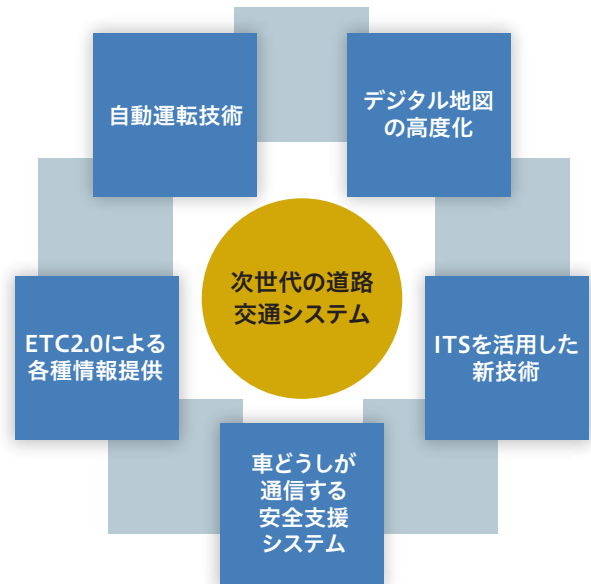 自動運転技術
デジタル地図
の高度化
次世代の道路
交通システム
ETC2.0による
各種情報提供
ITSを活用した
新技術
車どうしが
通信する
安全支援
システム